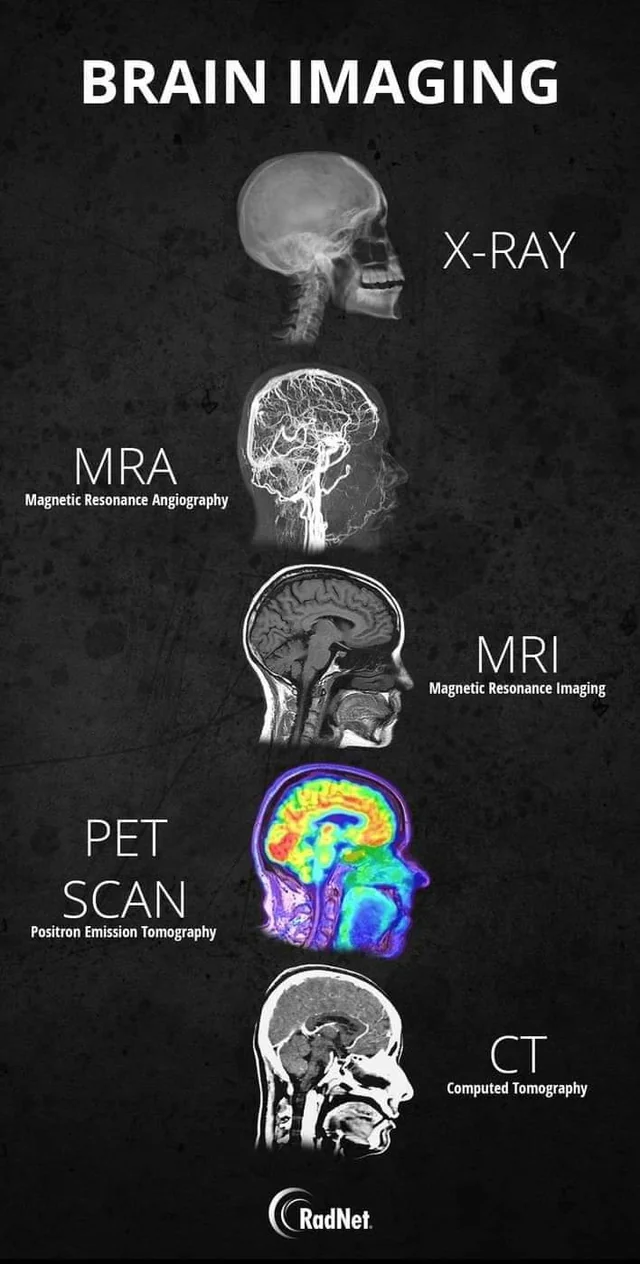 BRAIN IMAGING
X-RAY
MRA
Magnetic Resonance Angiography
MRI
Magnetic Resonance Imaging
PET
SCAN
Positron Emission Tomography
CT
Computed Tomography
RadNet.